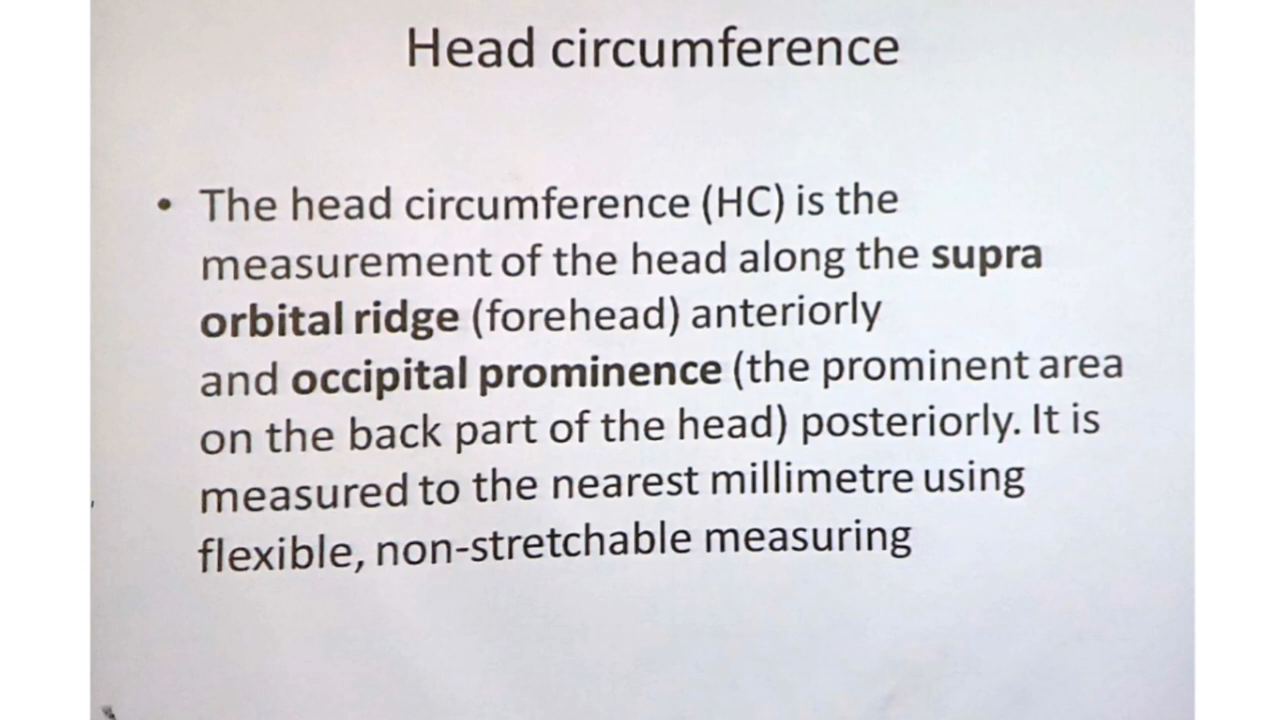 Head circumference
• The head circumference (HC) is the
measurement of the head along the supra
orbital ridge (forehead) anteriorly
and occipital prominence (the prominent area
on the back part of the head) posteriorly. It is
measured to the nearest millimetre using
flexible, non-stretchable measuring